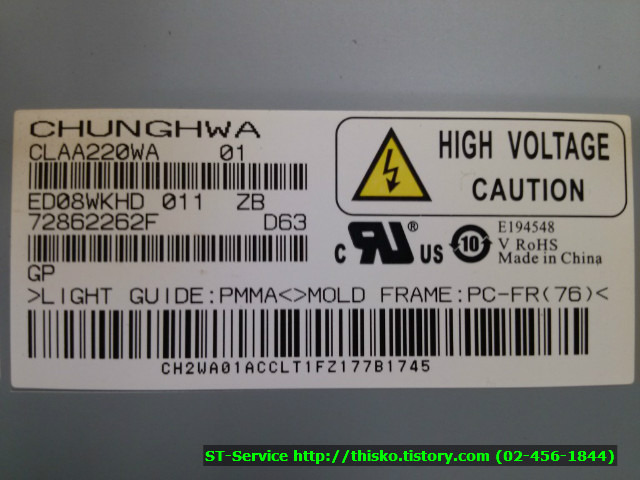 CHUNGHWA
CLAA220WA 01
ED08WKHD 011 ZB
72862262F D63
GP
HIGH VOLTAGE
CAUTION
c RU® US
10
E194548
V RoHS
Made in China
>LIGHT GUIDE:PMMA<>MOLD FRAME:PC-FR(76)<
CH2WA01ACCLT1FZ177B1745
ST-Service http://thisko.tistory.com (02-456-1844)